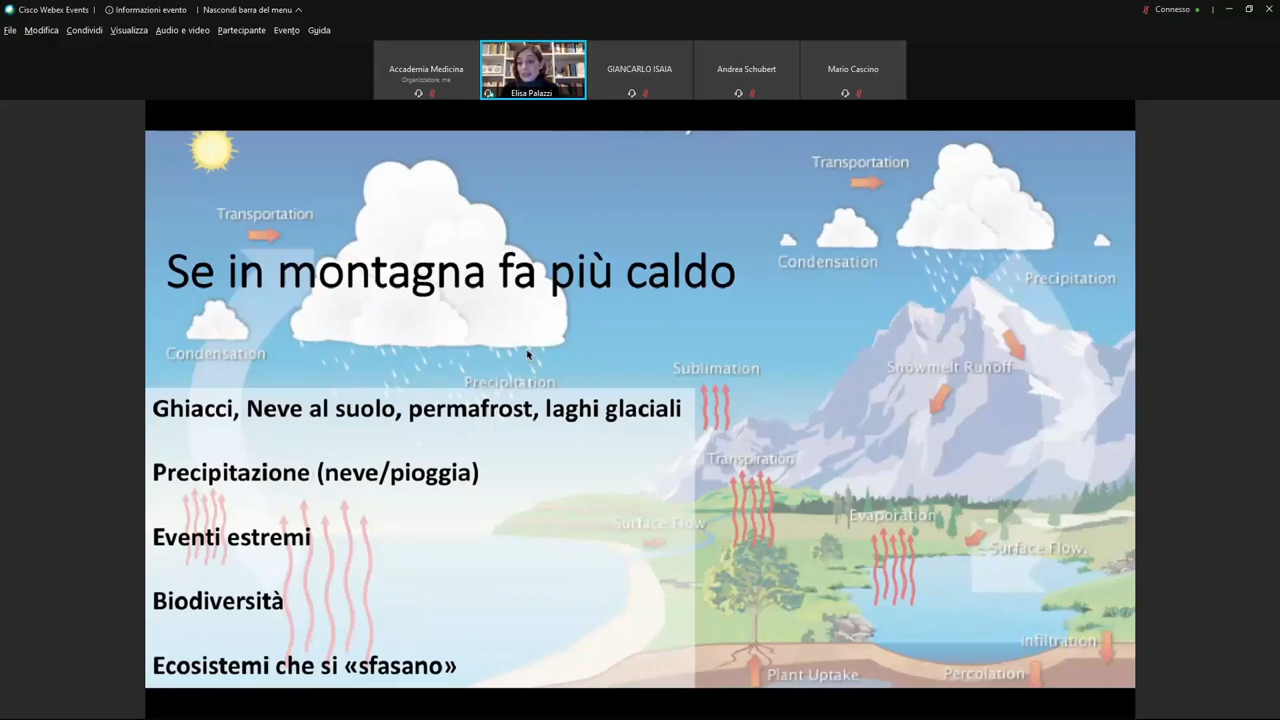 Cisco Webex Events
Informazioni evento
Nascondi barra del menu
Connesso
File Modifica Condividi Visualizza Audio e video Partecipante Evento Guida
Accademia Medicina
Organizzatore, me
Elisa Palazzi
GIANCARLO ISAIA
Andrea Schubert
Mario Cascino
Transportation
Transportation
Se in montagna fa più caldo
Condensation
Precipitation
Condensation
Precipitation
Sublimation
Snowmelt Runoff
Ghiacci, Neve al suolo, permafrost, laghi glaciali
Transpiration
Precipitazione (neve/pioggia)
Evaporation
Surface Flow
Eventi estremi
Surface Flow.
Biodiversità
Infiltration
Ecosistemi che si «sfasano»
Plant Uptake
Percolation